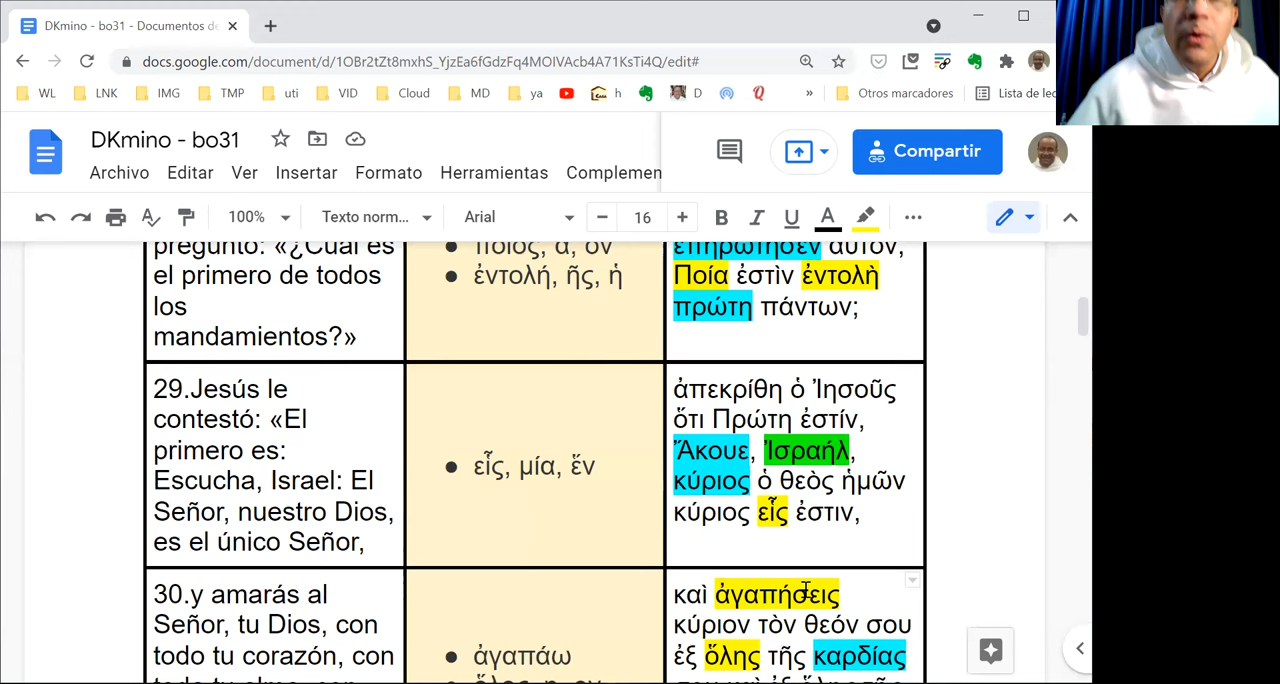 DKmino - bo31 - Documentos de
docs.google.com/document/d/1OBr2tZt8mxhS_YjzEa6fGdzFq4MOIVAcb4A71KsTi4Q/edit#
WL LNK IMG TMP uti VID Cloud MD ya h D » Otros marcadores Lista de lec
DKmino - bo31
Archivo Editar Ver Insertar Formato Herramientas Complemen
Compartir
100% Texto norm... Arial 16 B I U A
preguntó: «¿Cuál es
el primero de todos
los
mandamientos?»
ποῖος, α, ον
ἐντολή, ῆς, ἡ
ἐπηρώτησεν αὐτόν,
Ποία ἐστὶν ἐντολὴ
πρώτη πάντων;
29.Jesús le
contestó: «El
primero es:
Escucha, Israel: El
Señor, nuestro Dios,
es el único Señor,
εἷς, μία, ἕν
ἀπεκρίθη ὁ Ἰησοῦς
ὅτι Πρώτη ἐστίν,
Ἄκουε, Ἰσραήλ,
κύριος ὁ θεὸς ἡμῶν
κύριος εἷς ἐστιν,
30.y amarás al
Señor, tu Dios, con
todo tu corazón, con
ἀγαπάω
καὶ ἀγαπήσεις
κύριον τὸν θεόν σου
ἐξ ὅλης τῆς καρδίας